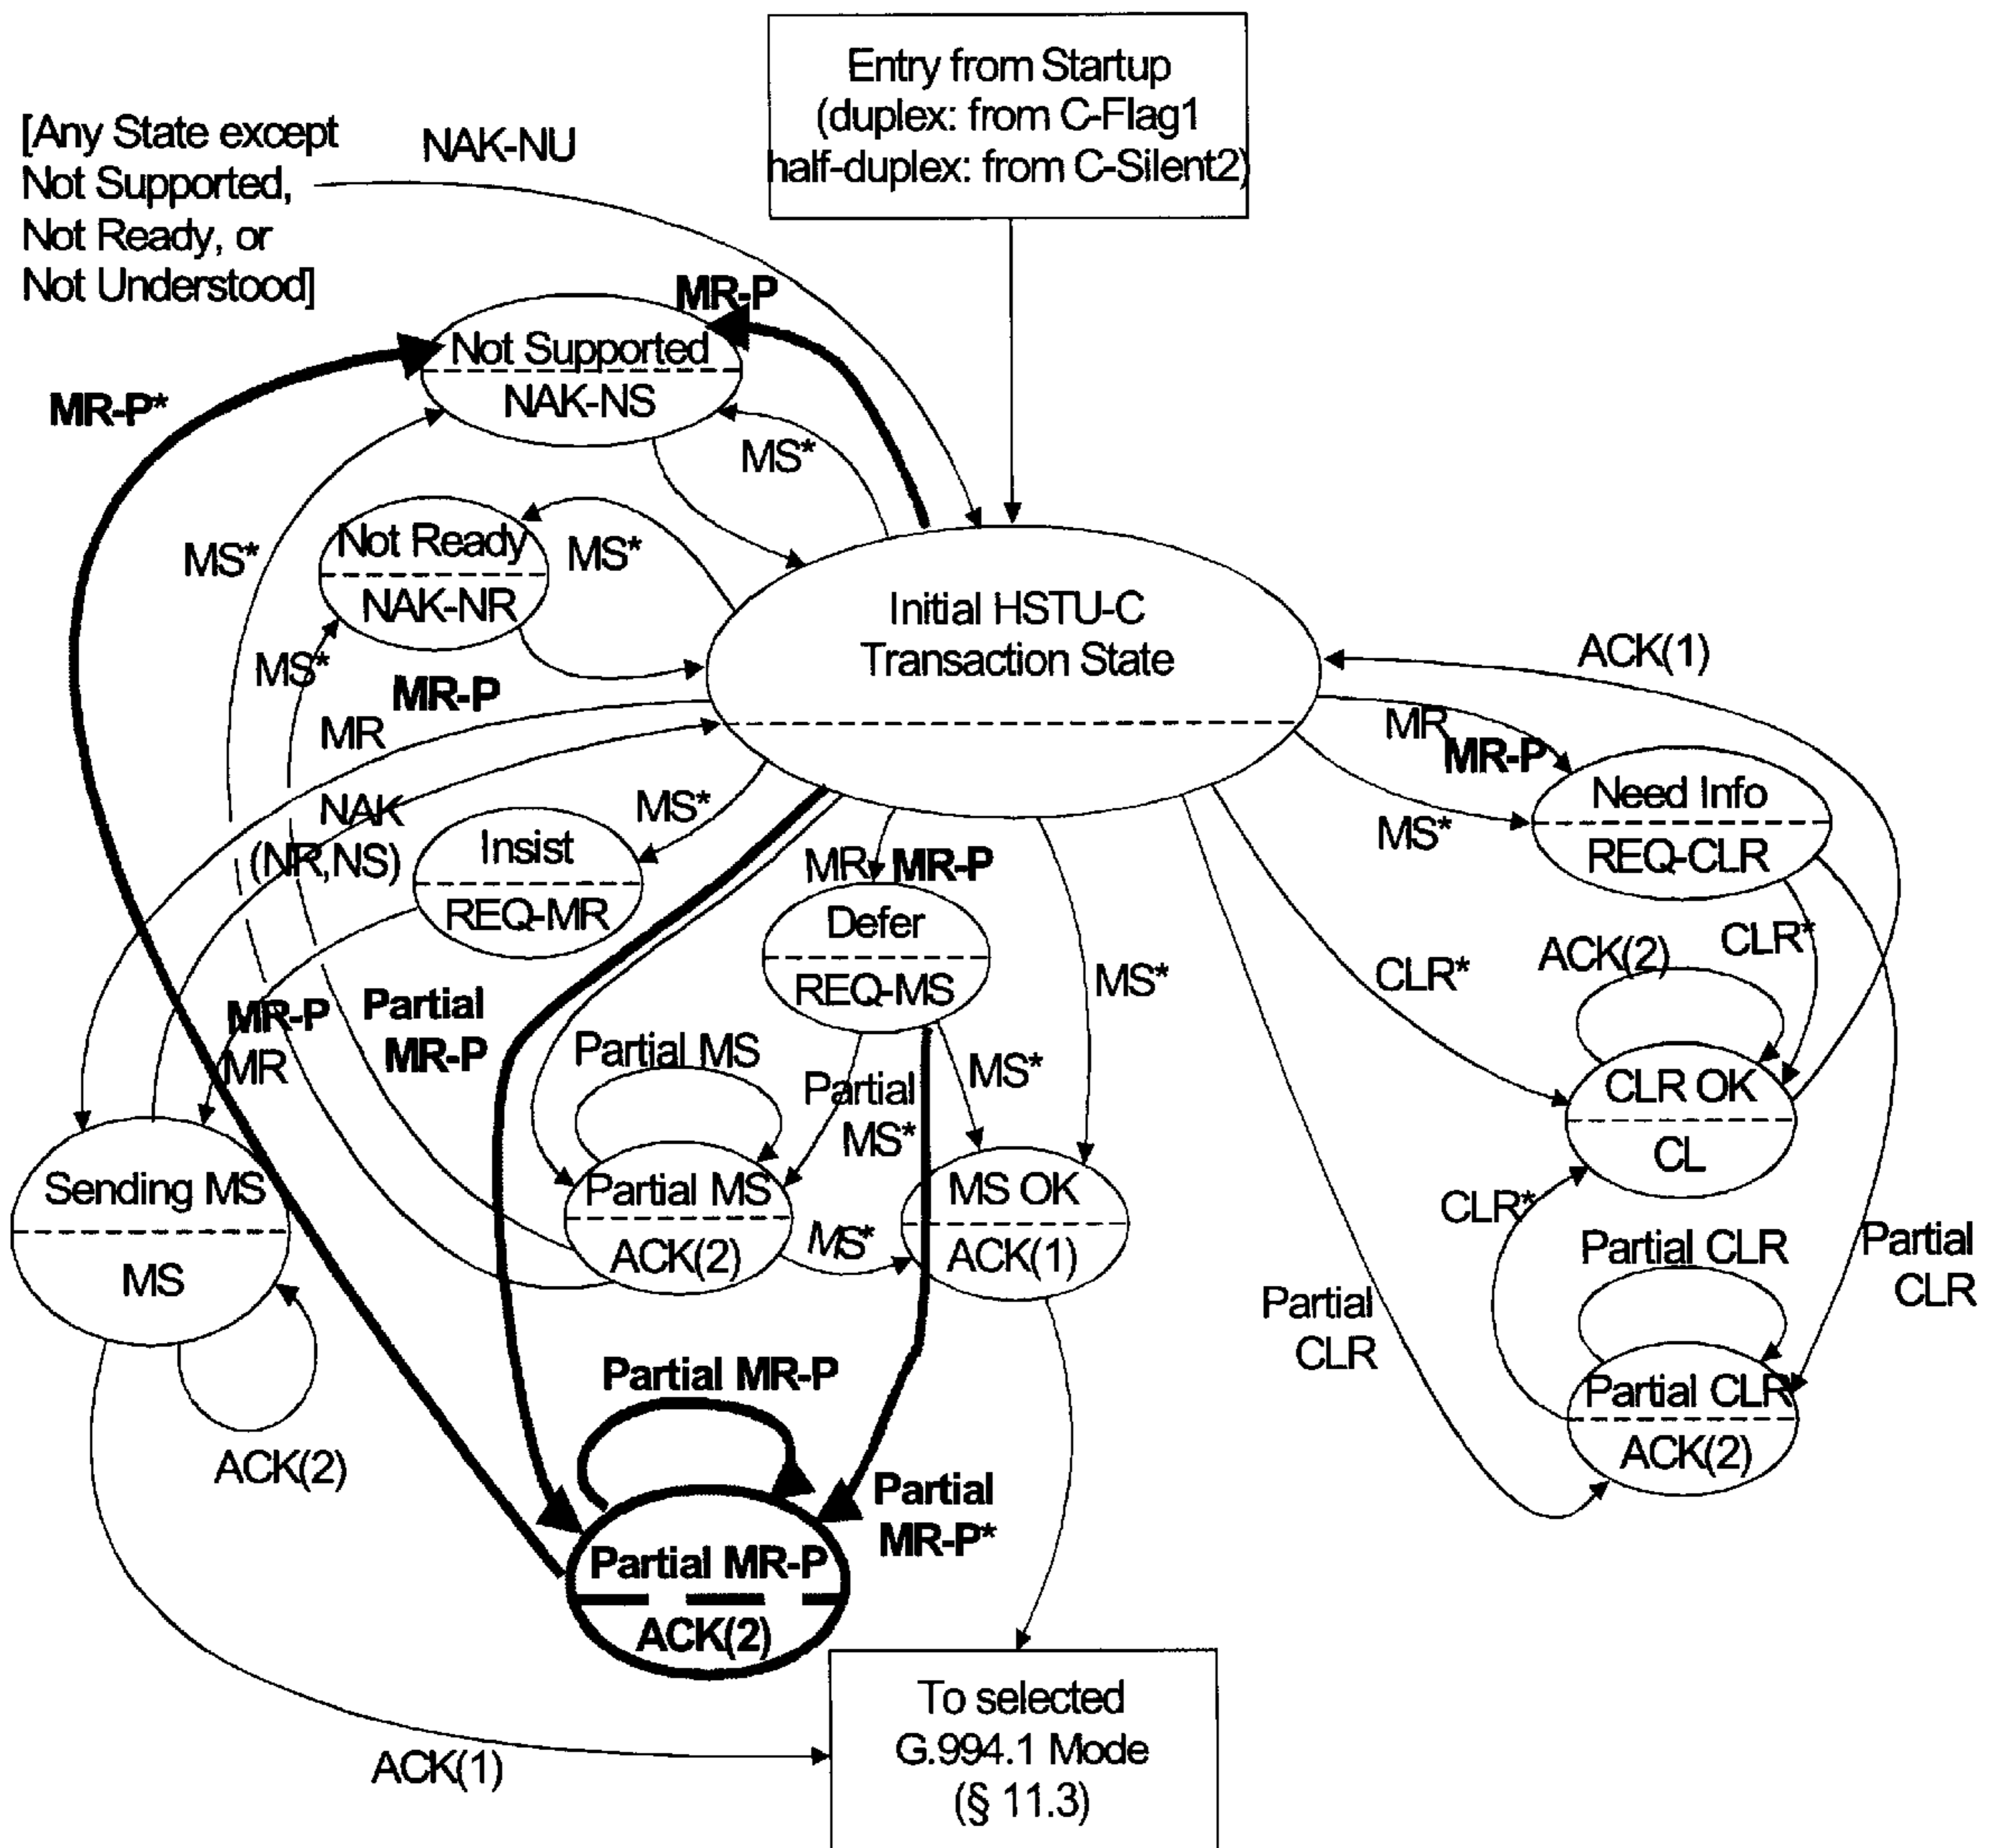 Entry from Startup
(duplex: from C-Flag1
half-duplex: from C-Silent2)
[Any State except
Not Supported,
Not Ready, or
Not Understood]
NAK-NU
MR-P
Not Supported
NAK-NS
MR-P*
MS*
Not Ready
NAK-NR
MS*
MS*
MS*
Initial HSTU-C
Transaction State
ACK(1)
MR-P
MR
MR
MR-P
NAK
(NR,NS)
MS*
Insist
REQ-MR
MR
MR-P
MS*
Need Info
REQ-CLR
Defer
REQ-MS
MS*
CLR*
ACK(2)
CLR*
MR-P
MR
Partial
MR-P
Partial MS
Partial
MS*
MS*
CLR OK
CL
Sending MS
MS
Partial MS
ACK(2)
MS*
MS OK
ACK(1)
CLR*
Partial CLR
Partial
CLR
Partial
CLR
Partial CLR
ACK(2)
ACK(2)
Partial MR-P
Partial
MR-P*
Partial MR-P
ACK(2)
ACK(1)
To selected
G.994.1 Mode
(§ 11.3)